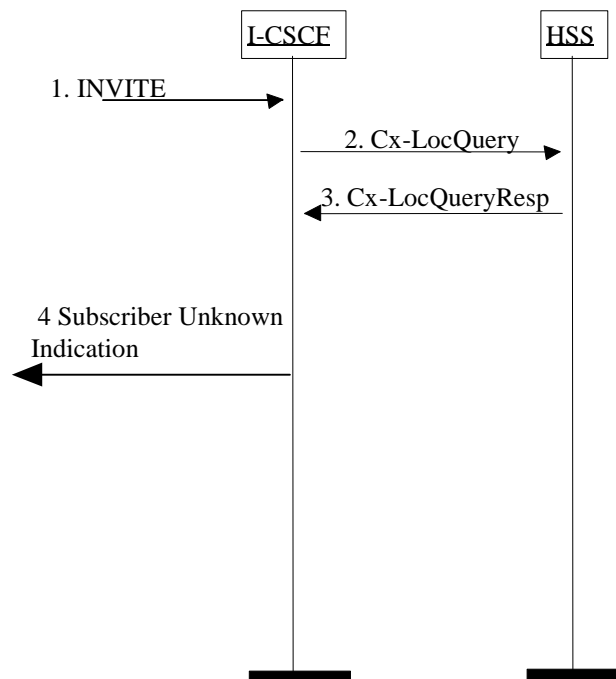 I-CSCF
HSS
1. INVITE
2. Cx-LocQuery
3. Cx-LocQueryResp
4 Subscriber Unknown
Indication